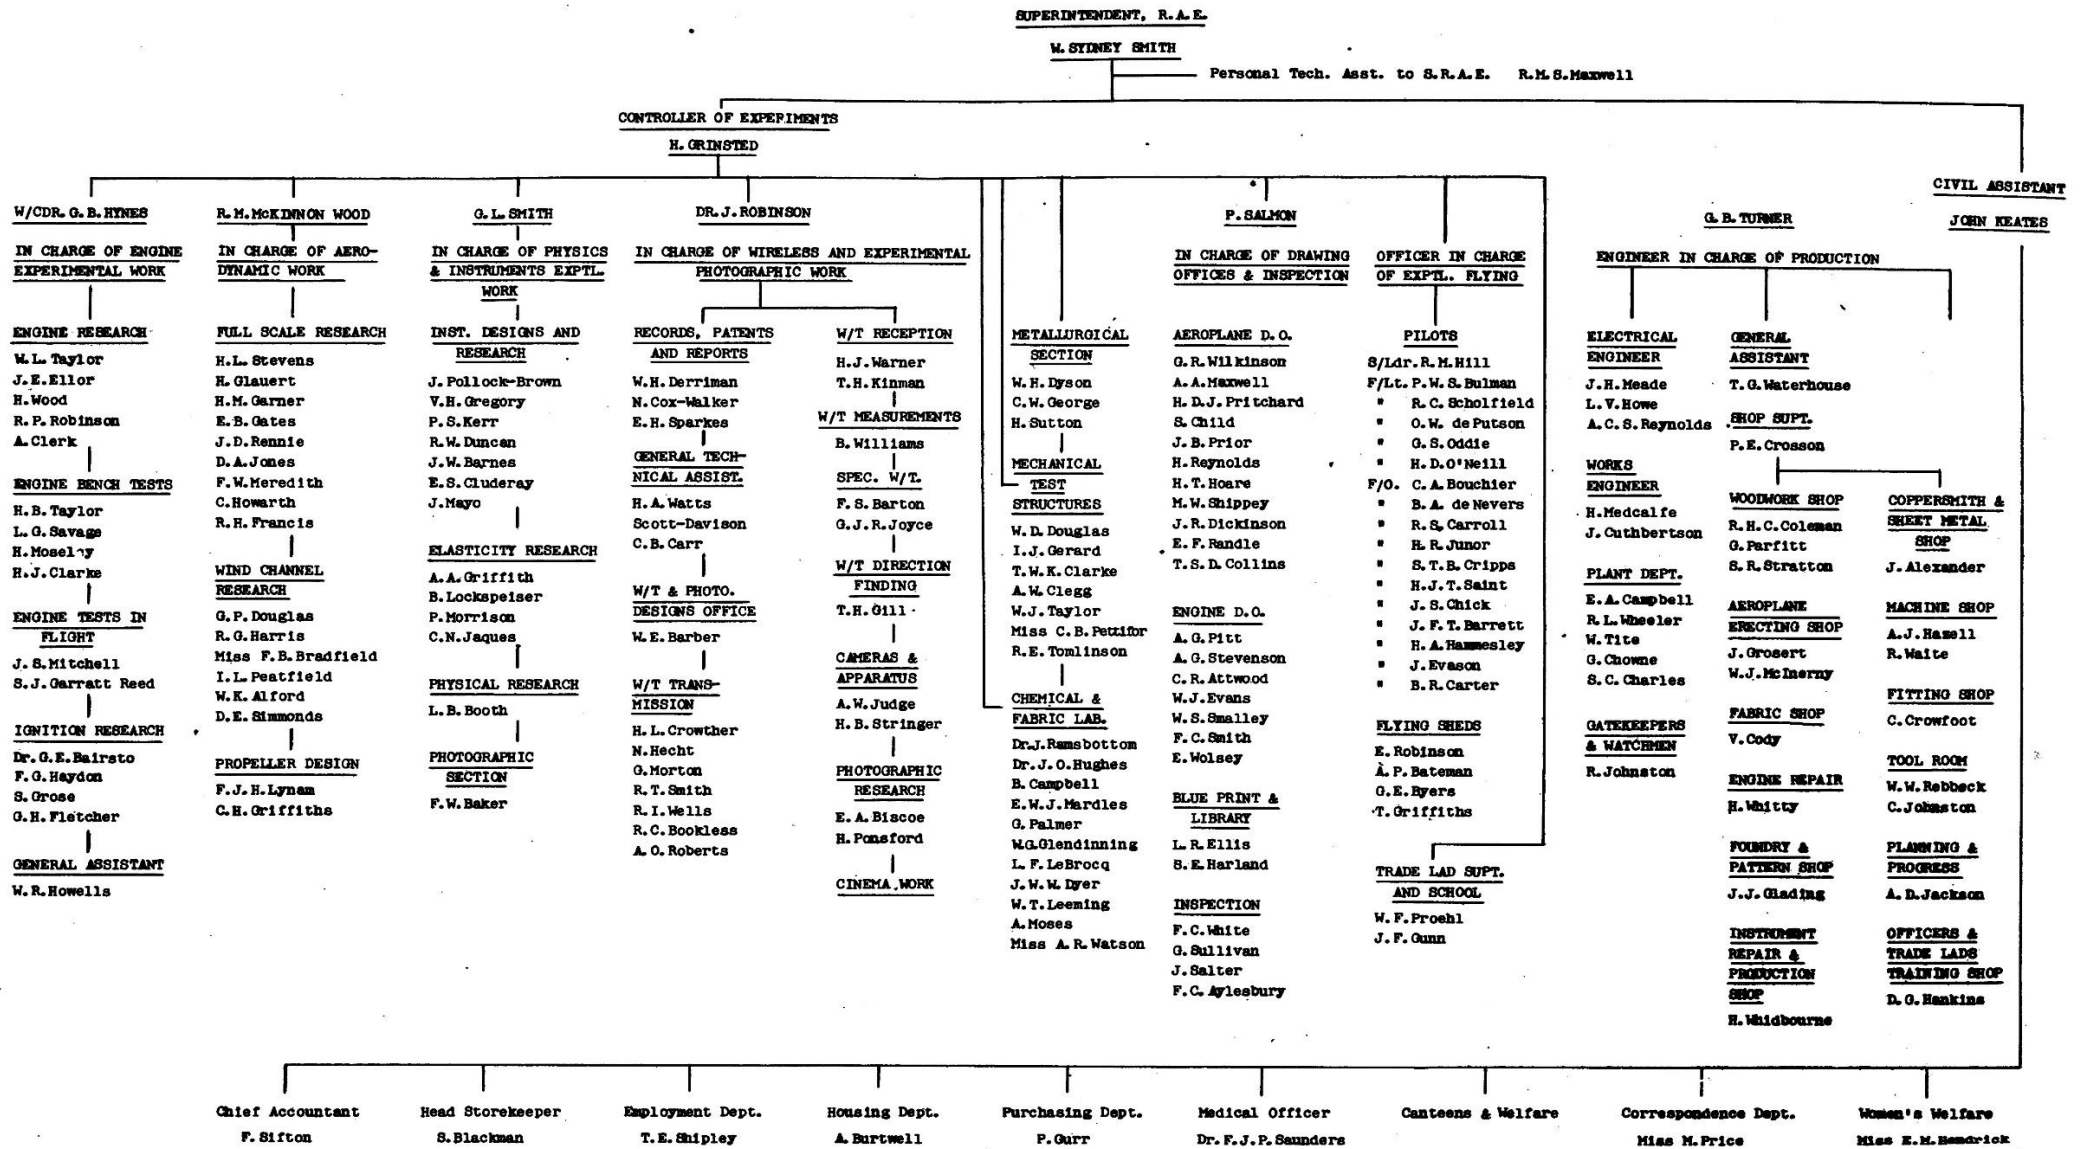 SUPERINTENDENT, R.A.E.
W. SYDNEY SMITH
Personal Tech. Asst. to S.R.A.E. R.M.S.Maxwell
CONTROLLER OF EXPERIMENTS
H. GRINSTED
W/CDR. G.B. HYNES
IN CHARGE OF ENGINE
EXPERIMENTAL WORK
ENGINE RESEARCH
W.L. Taylor
J.E.Ellor
H.Wood
R.P.Robinson
A.Clerk
ENGINE BENCH TESTS
H.B.Taylor
L.G.Savage
H.Mosely
H.J.Clarke
ENGINE TESTS IN
FLIGHT
J.S.Mitchell
S.J.Garratt Reed
IGNITION RESEARCH
Dr.G.E.Bairsto
F.G.Haydon
S.Grose
G.H.Fletcher
GENERAL ASSISTANT
W.R.Howells
R.M.McKINNON WOOD
IN CHARGE OF AERO-
DYNAMIC WORK
FULL SCALE RESEARCH
H.L.Stevens
H.Glauert
H.M.Garner
E.B.Gates
J.D.Rennie
D.A.Jones
F.W.Meredith
C.Howarth
R.H.Francis
WIND CHANNEL
RESEARCH
G.P.Douglas
R.G.Harris
Miss F.B.Bradfield
I.L.Peatfield
W.K.Alford
D.E.Simmonds
PROPELLER DESIGN
F.J.H.Lynam
C.H.Griffiths
G.L.SMITH
IN CHARGE OF PHYSICS
& INSTRUMENTS EXPTL.
WORK
INST. DESIGNS AND
RESEARCH
J.Pollock-Brown
V.H.Gregory
P.S.Kerr
R.W.Duncan
J.W.Barnes
E.S.Cluderay
J.Mayo
ELASTICITY RESEARCH
A.A.Griffith
B.Lockspeiser
P.Morrison
C.N.Jaques
PHYSICAL RESEARCH
L.B.Booth
PHOTOGRAPHIC
SECTION
F.W.Baker
DR.J.ROBINSON
IN CHARGE OF WIRELESS AND EXPERIMENTAL
PHOTOGRAPHIC WORK
RECORDS, PATENTS
AND REPORTS
W.H.Derriman
N.Cox-Walker
E.H.Sparkes
GENERAL TECH-
NICAL ASSIST.
H.A.Watts
Scott-Davison
C.B.Carr
W/T & PHOTO.
DESIGNS OFFICE
W.E.Barber
W/T TRANS-
MISSION
H.L.Crowther
N.Hecht
G.Morton
R.T.Smith
R.I.Wells
R.C.Bookless
A.O.Roberts
W/T RECEPTION
H.J.Warner
T.H.Kinman
W/T MEASUREMENTS
B.Williams
SPEC. W/T.
F.S.Barton
G.J.R.Joyce
W/T DIRECTION
FINDING
T.H.Gill
CAMERAS &
APPARATUS
A.W.Judge
H.B.Stringer
PHOTOGRAPHIC
RESEARCH
E.A.Biscoe
H.Ponsford
CINEMA WORK
METALLURGICAL
SECTION
W.H.Dyson
C.W.George
H.Sutton
MECHANICAL
TEST
STRUCTURES
W.D.Douglas
I.J.Gerard
T.W.K.Clarke
A.W.Clegg
W.J.Taylor
Miss C.B.Pettifor
R.E.Tomlinson
CHEMICAL &
FABRIC LAB.
Dr.J.Ramsbottom
Dr.J.O.Hughes
B.Campbell
E.W.J.Mardles
G.Palmer
W.G.Glendinning
L.F.LeBrocq
J.W.W.Dyer
W.T.Leeming
A.Moses
Miss A.R.Watson
P.SALMON
IN CHARGE OF DRAWING
OFFICES & INSPECTION
AEROPLANE D.O.
G.R.Wilkinson
A.A.Maxwell
H.D.J.Pritchard
S.Child
J.B.Prior
H.Reynolds
H.T.Hoare
M.W.Shippey
J.R.Dickinson
E.F.Randle
T.S.D.Collins
ENGINE D.O.
A.G.Pitt
A.G.Stevenson
C.R.Attwood
W.J.Evans
W.S.Smalley
F.C.Smith
E.Wolsey
BLUE PRINT &
LIBRARY
L.R.Ellis
S.E.Harland
INSPECTION
F.C.White
G.Sullivan
J.Salter
F.C.Aylesbury
OFFICER IN CHARGE
OF EXPTL. FLYING
PILOTS
S/Ldr.R.M.Hill
F/Lt.P.W.S.Bulman
" R.C.Scholfield
" O.W.dePutson
" G.S.Oddie
" H.D.O'Neill
F/O. C.A.Bouchier
" B.A.deNevers
" R.S.Carroll
" H.R.Junor
" S.T.B.Cripps
" H.J.T.Saint
" J.S.Chick
" J.F.T.Barrett
" H.A.Hammesley
" J.Evason
" B.R.Carter
FLYING SHEDS
E.Robinson
A.P.Bateman
G.E.Byers
T.Griffiths
TRADE LAD SUPT.
AND SCHOOL
W.F.Proehl
J.F.Gunn
G.B.TURNER
ENGINEER IN CHARGE OF PRODUCTION
ELECTRICAL
ENGINEER
J.H.Meade
L.V.Howe
A.C.S.Reynolds
WORKS
ENGINEER
H.Medcalfe
J.Cuthbertson
PLANT DEPT.
E.A.Campbell
R.L.Wheeler
W.Tite
G.Chowne
S.C.Charles
GATEKEEPERS
& WATCHMEN
R.Johnston
GENERAL
ASSISTANT
T.G.Waterhouse
SHOP SUPT.
P.E.Crosson
WOODWORK SHOP
R.H.C.Coleman
G.Parfitt
S.R.Stratton
AEROPLANE
ERECTING SHOP
J.Grosert
W.J.McInerny
FABRIC SHOP
V.Cody
ENGINE REPAIR
H.Whitty
FOUNDRY &
PATTERN SHOP
J.J.Glading
INSTRUMENT
REPAIR &
PRODUCTION
SHOP
H.Whidbourne
COPPERSMITH &
SHEET METAL
SHOP
J.Alexander
MACHINE SHOP
A.J.Hazell
R.Waite
FITTING SHOP
C.Crowfoot
TOOL ROOM
W.W.Rebbeck
C.Johnston
PLANNING &
PROGRESS
A.D.Jackson
OFFICERS &
TRADE LADS
TRAINING SHOP
D.G.Hankins
CIVIL ASSISTANT
JOHN KEATES
Chief Accountant
F.Sifton
Head Storekeeper
S.Blackman
Employment Dept.
T.E.Shipley
Housing Dept.
A.Burtwell
Purchasing Dept.
P.Gurr
Medical Officer
Dr.F.J.P.Saunders
Canteens & Welfare
Correspondence Dept.
Miss M.Price
Women's Welfare
Miss E.M.Hendrick